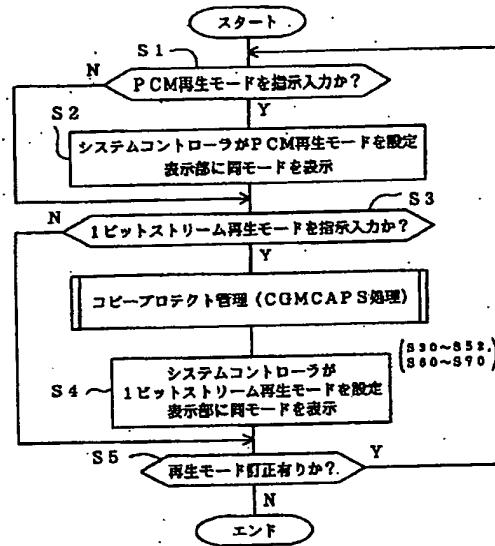 スタート
S1
N
PCM再生モードを指示入力か?
Y
S2
システムコントローラがPCM再生モードを設定
表示部に両モードを表示
S3
N
1ビットストリーム再生モードを指示入力か?
Y
コピープロテクト管理(CGMCAPS処理)
(S30~S52,
S60~S70)
S4
システムコントローラが
1ビットストリーム再生モードを設定
表示部に両モードを表示
S5
再生モード訂正有りか?
Y
N
エンド